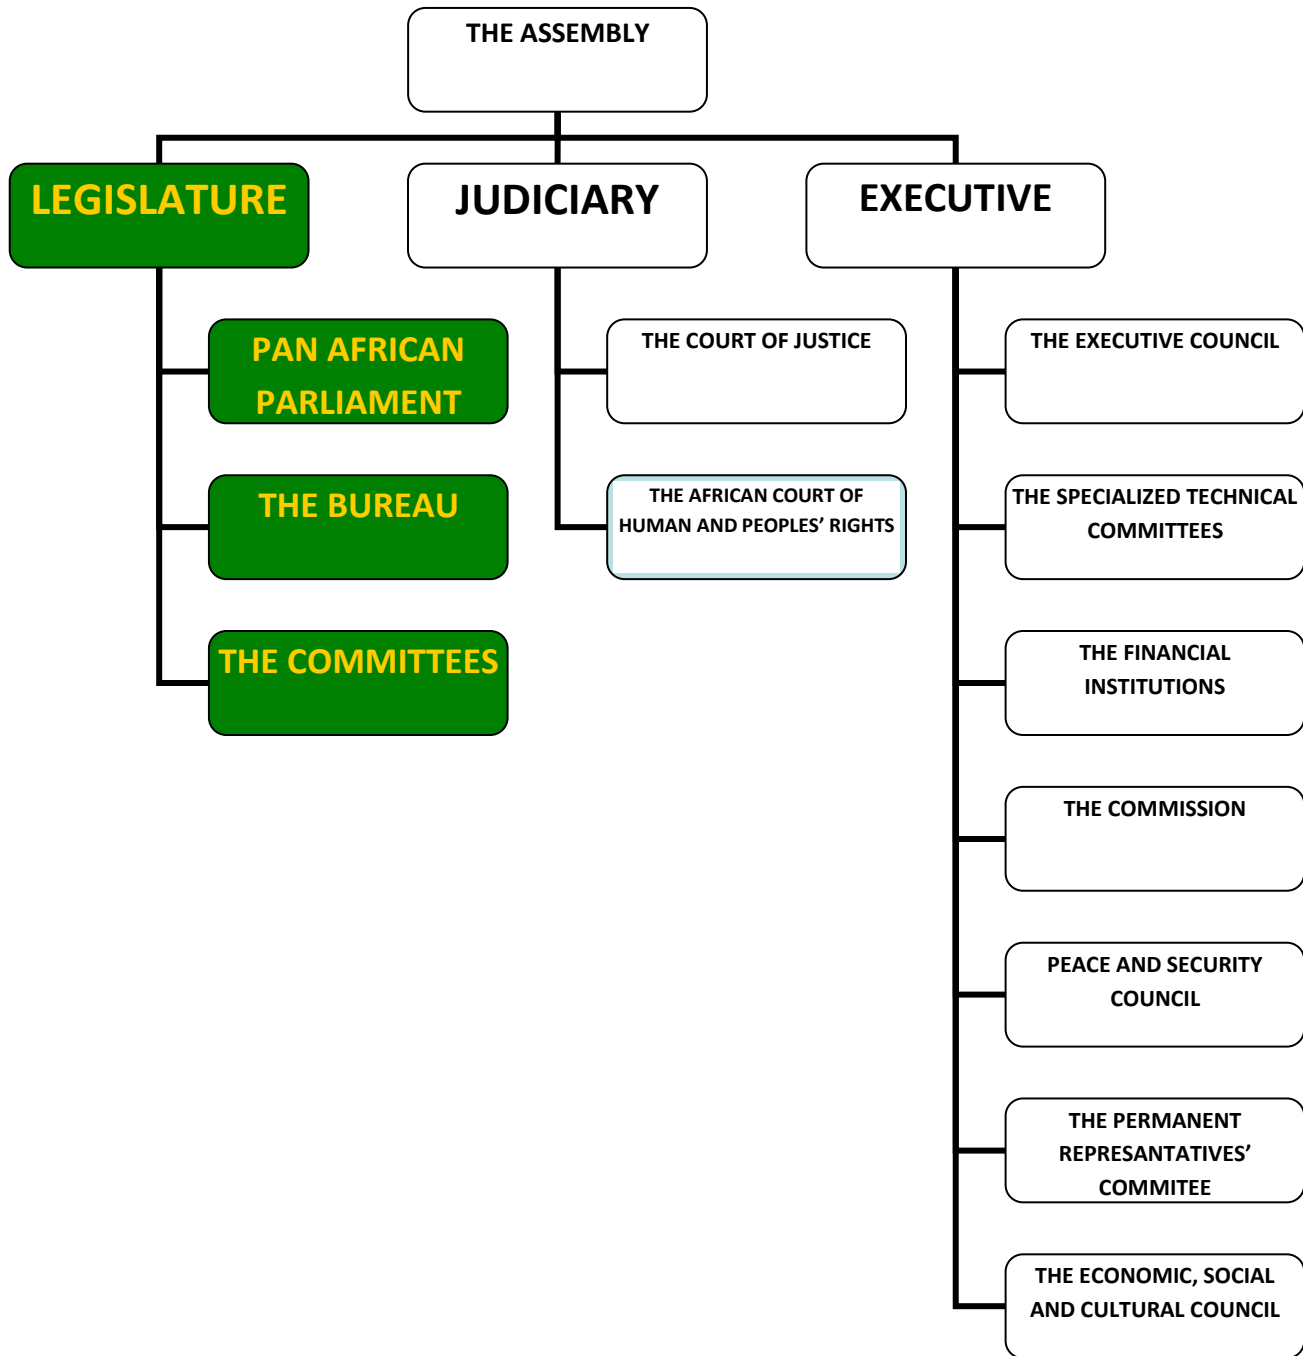 THE ASSEMBLY
LEGISLATURE
JUDICIARY
EXECUTIVE
PAN AFRICAN
PARLIAMENT
THE BUREAU
THE COMMITTEES
THE COURT OF JUSTICE
THE AFRICAN COURT OF
HUMAN AND PEOPLES’ RIGHTS
THE EXECUTIVE COUNCIL
THE SPECIALIZED TECHNICAL
COMMITTEES
THE FINANCIAL
INSTITUTIONS
THE COMMISSION
PEACE AND SECURITY
COUNCIL
THE PERMANENT
REPRESANTATIVES’
COMMITEE
THE ECONOMIC, SOCIAL
AND CULTURAL COUNCIL